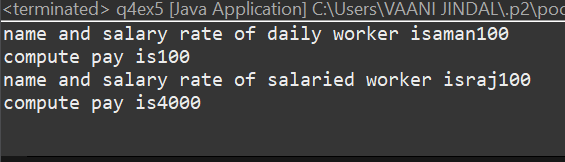 <terminated> q4ex5 [Java Application] C:\Users\VAANI JINDAL\.p2\poo
name and salary rate of daily worker isaman100
compute pay is100
name and salary rate of salaried worker israj100
compute pay is4000